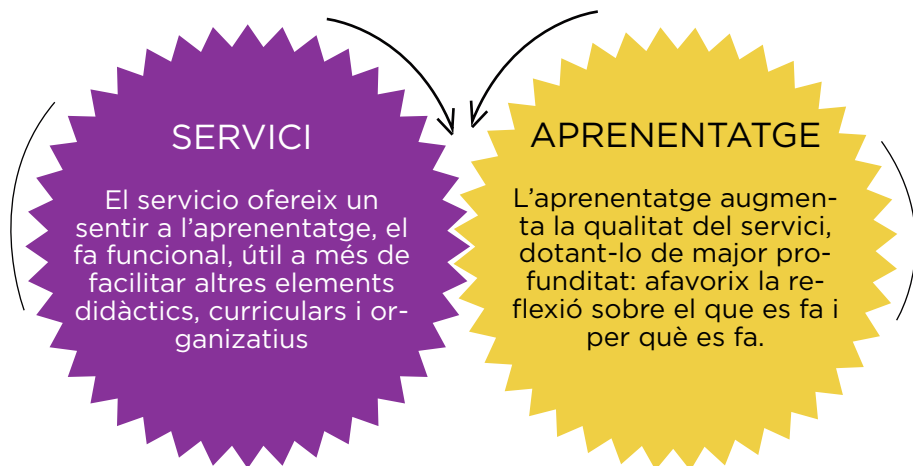 SERVICI
El servicio ofereix un
sentir a l’aprenentatge, el
fa funcional, útil a més de
facilitar altres elements
didàctics, curriculars i or-
ganizatius
APRENENTATGE
L’aprenentatge augmen-
ta la qualitat del servici,
dotant-lo de major pro-
funditat: afavorix la re-
flexió sobre el que es fa i
per què es fa.